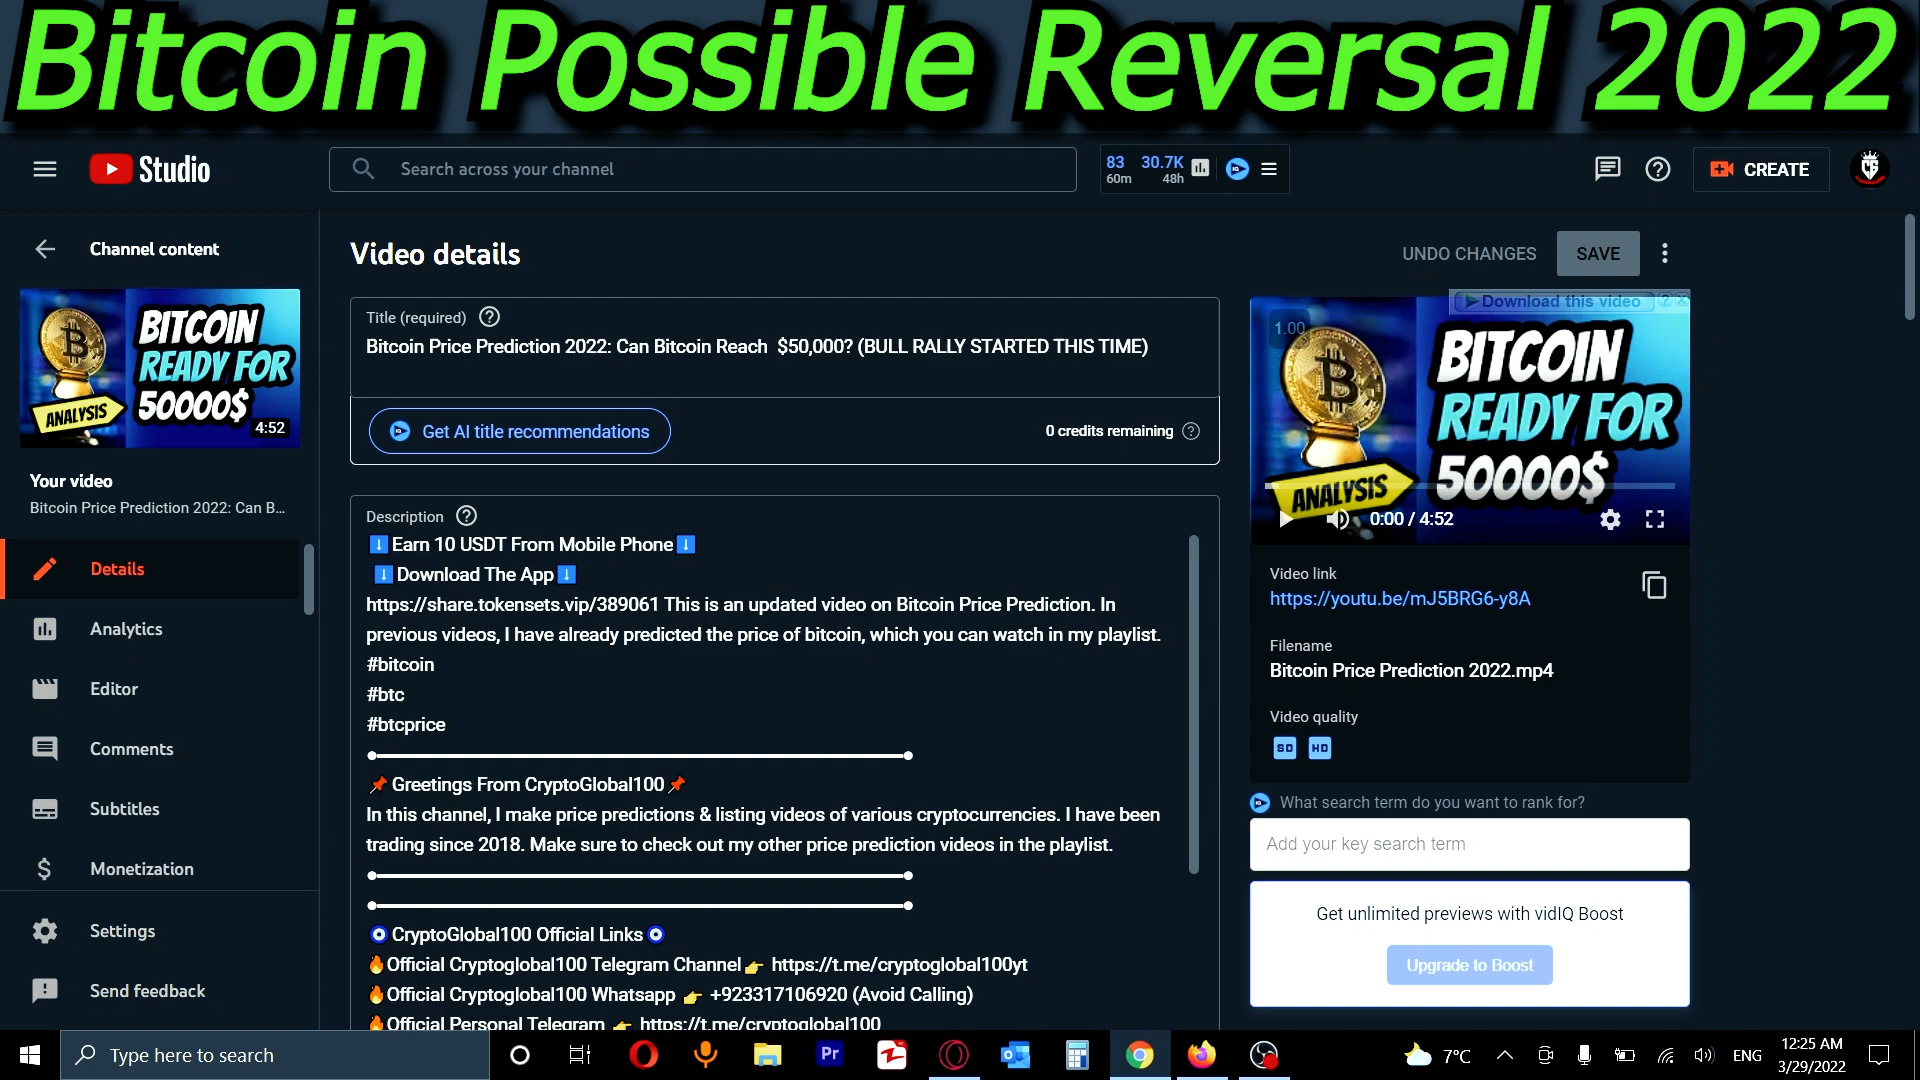 Bitcoin Possible Reversal 2022
Studio
Search across your channel
83 30.7K
60m 48h
CREATE
Channel content
Video details
UNDO CHANGES
SAVE
BITCOIN
READY FOR
50000$
ANALYSIS
4:52
Your video
Bitcoin Price Prediction 2022: Can B...
Details
Analytics
Editor
Comments
Subtitles
Monetization
Settings
Send feedback
Title (required)
Bitcoin Price Prediction 2022: Can Bitcoin Reach $50,000? (BULL RALLY STARTED THIS TIME)
Get AI title recommendations
0 credits remaining
Description
⬇️Earn 10 USDT From Mobile Phone⬇️
⬇️Download The App⬇️
https://share.tokensets.vip/389061 This is an updated video on Bitcoin Price Prediction. In
previous videos, I have already predicted the price of bitcoin, which you can watch in my playlist.
#bitcoin
#btc
#btcprice
📌Greetings From CryptoGlobal100📌
In this channel, I make price predictions & listing videos of various cryptocurrencies. I have been
trading since 2018. Make sure to check out my other price prediction videos in the playlist.
🧿CryptoGlobal100 Official Links🧿
🔥Official Cryptoglobal100 Telegram Channel👉 https://t.me/cryptoglobal100yt
🔥Official Cryptoglobal100 Whatsapp 👉 +923317106920 (Avoid Calling)
🔥Official Personal Telegram 👉 https://t.me/cryptoglobal100
Download this video
1.00
BITCOIN
READY FOR
50000$
ANALYSIS
0:00 / 4:52
Video link
https://youtu.be/mJ5BRG6-y8A
Filename
Bitcoin Price Prediction 2022.mp4
Video quality
SD HD
What search term do you want to rank for?
Add your key search term
Get unlimited previews with vidIQ Boost
Upgrade to Boost
Type here to search
Pr
7°C
ENG
12:25 AM
3/29/2022